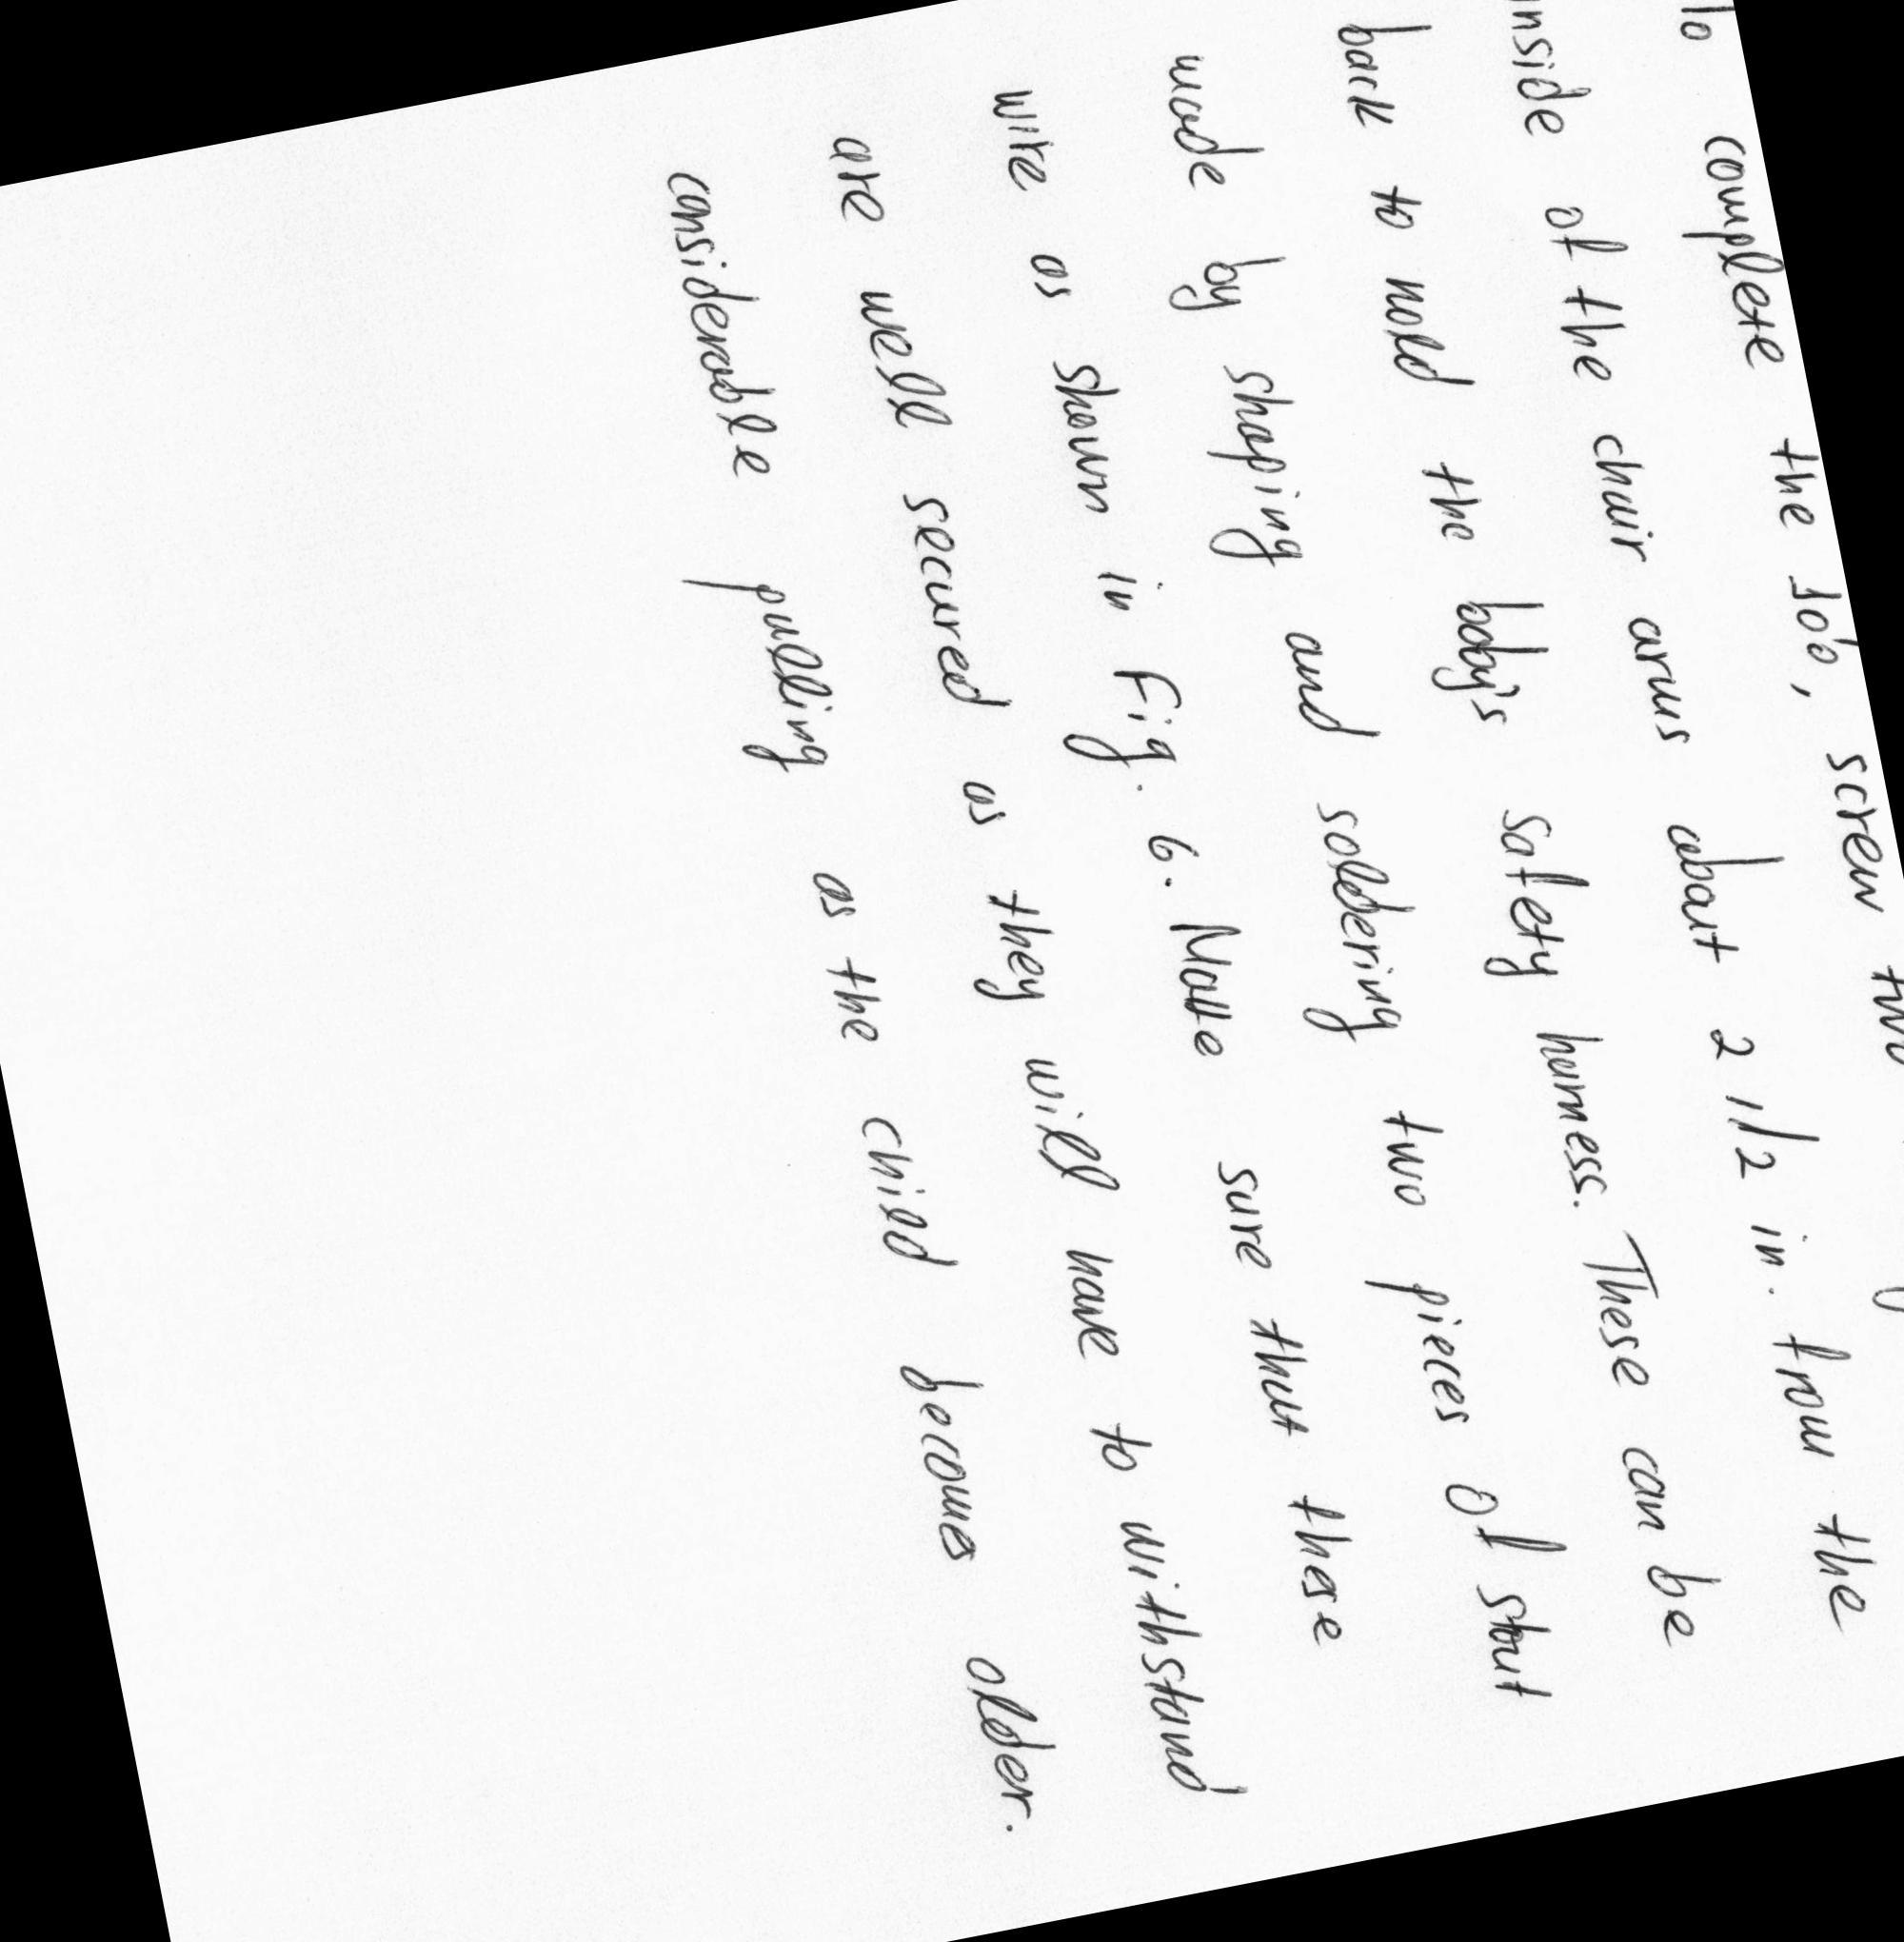 To complete the job, screw two
inside of the chair arms about 2 1/2 in. from the
back to hold the baby's safety harness. These can be
made by shaping and soldering two pieces of stout
wire as shown in Fig. 6. Make sure that these
are well secured as they will have to withstand
considerable pulling as the child becomes older.